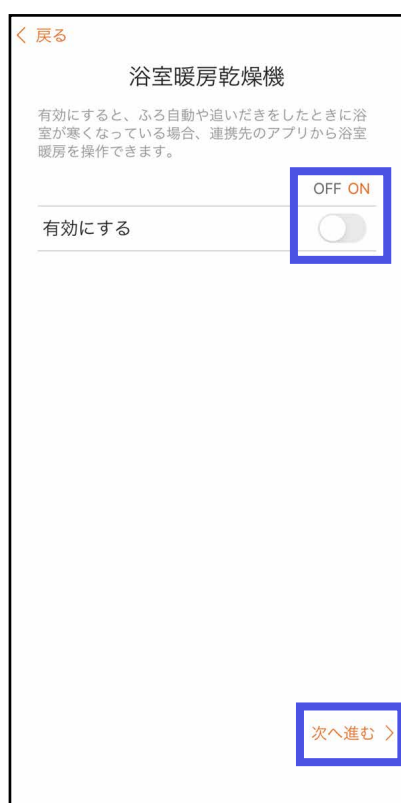 〈 戻る
浴室暖房乾燥機
有効にすると、ふろ自動や追いだきをしたときに浴
室が寒くなっている場合、連携先のアプリから浴室
暖房を操作できます。
OFF ON
有効にする
次へ進む 〉